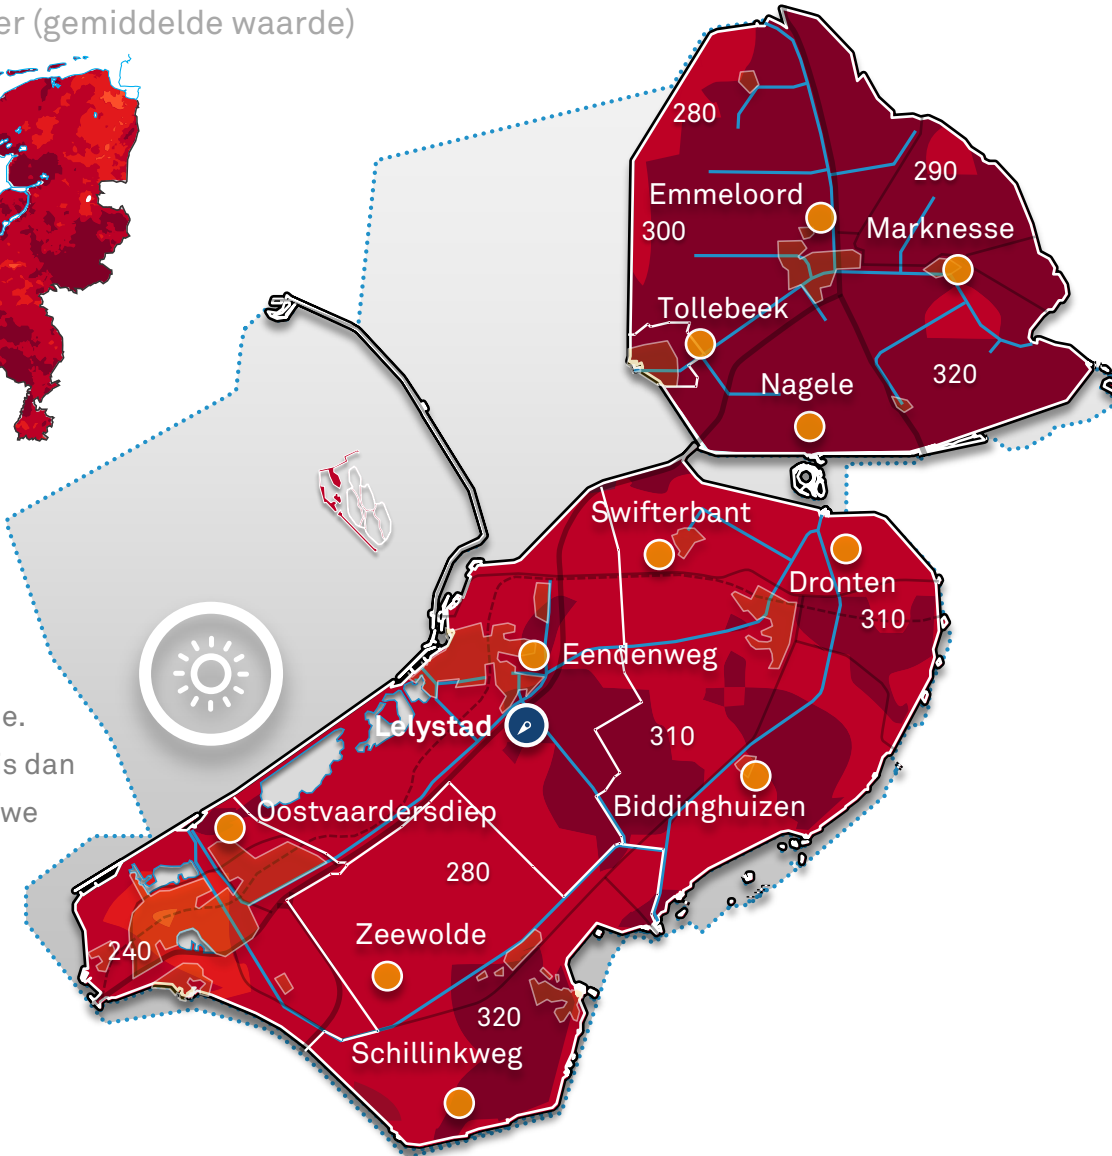 er (gemiddelde waarde)
280
290
Emmeloord
300
Marknesse
Tollebeek
320
Nagele
Swifterbant
Dronten
310
Eendenweg
e.
Lelystad
310
s dan
Biddinghuizen
we
Oostvaardersdiep
280
Zeewolde
240
320
Schillinkweg